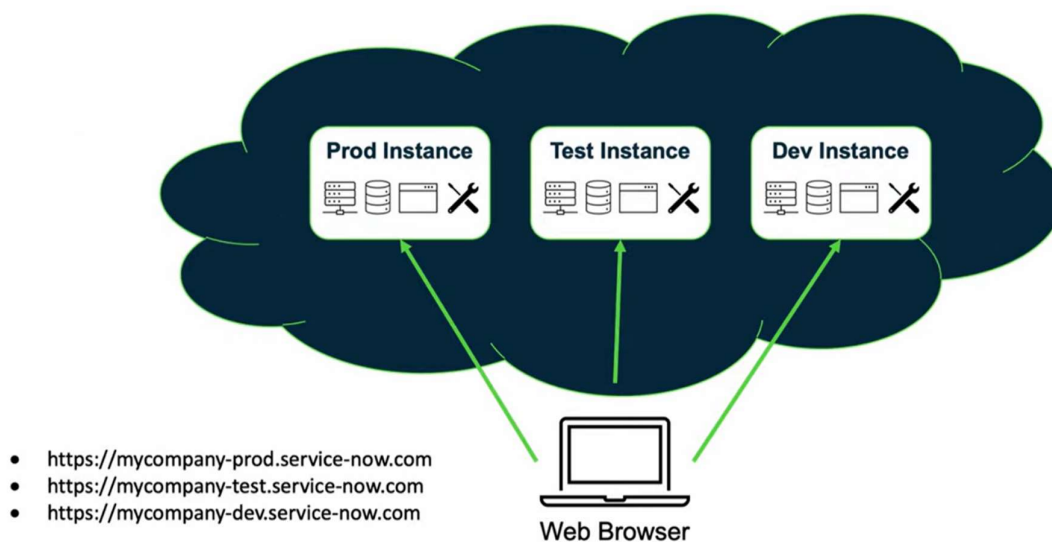 Prod Instance
Test Instance
Dev Instance
• https://mycompany-prod.service-now.com
• https://mycompany-test.service-now.com
• https://mycompany-dev.service-now.com
Web Browser